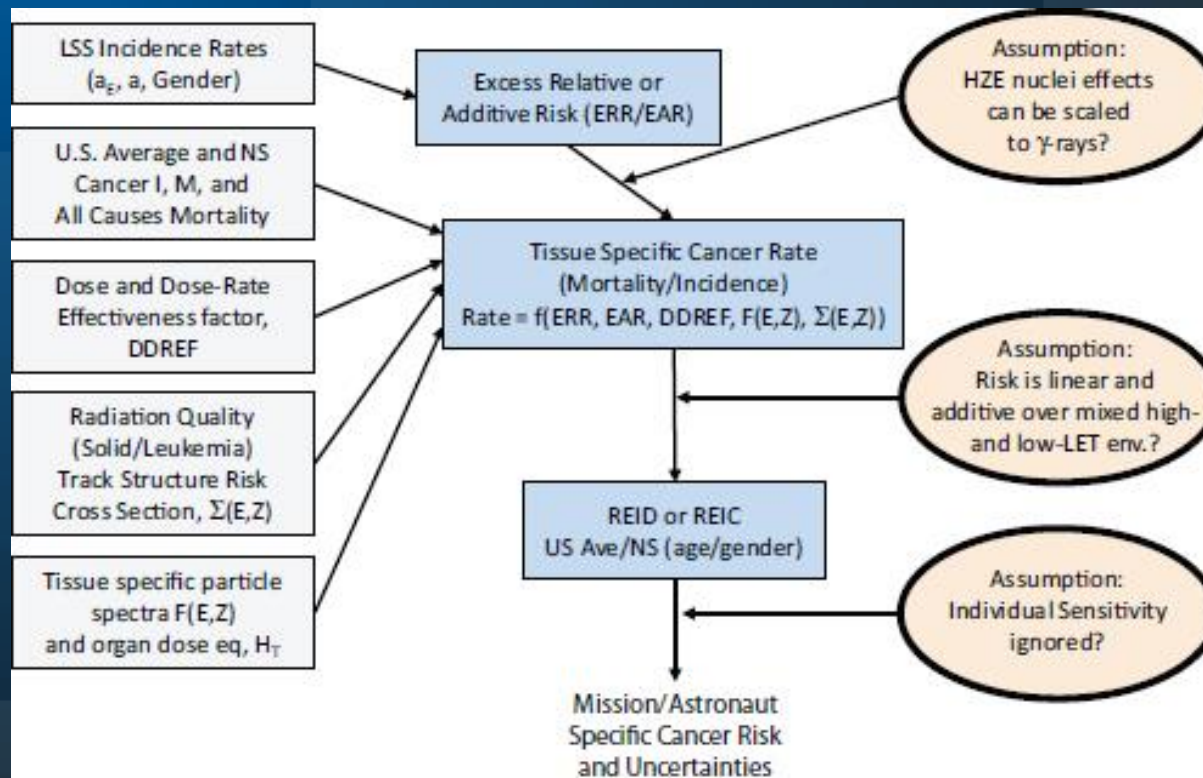 LSS Incidence Rates
(aE, a, Gender)
U.S. Average and NS
Cancer I, M, and
All Causes Mortality
Dose and Dose-Rate
Effectiveness factor,
DDREF
Radiation Quality
(Solid/Leukemia)
Track Structure Risk
Cross Section, Σ(E,Z)
Tissue specific particle
spectra F(E,Z)
and organ dose eq, HT
Excess Relative or
Additive Risk (ERR/EAR)
Tissue Specific Cancer Rate
(Mortality/Incidence)
Rate = f(ERR, EAR, DDREF, F(E,Z), Σ(E,Z))
REID or REIC
US Ave/NS (age/gender)
Mission/Astronaut
Specific Cancer Risk
and Uncertainties
Assumption:
HZE nuclei effects
can be scaled
to γ-rays?
Assumption:
Risk is linear and
additive over mixed high-
and low-LET env.?
Assumption:
Individual Sensitivity
ignored?